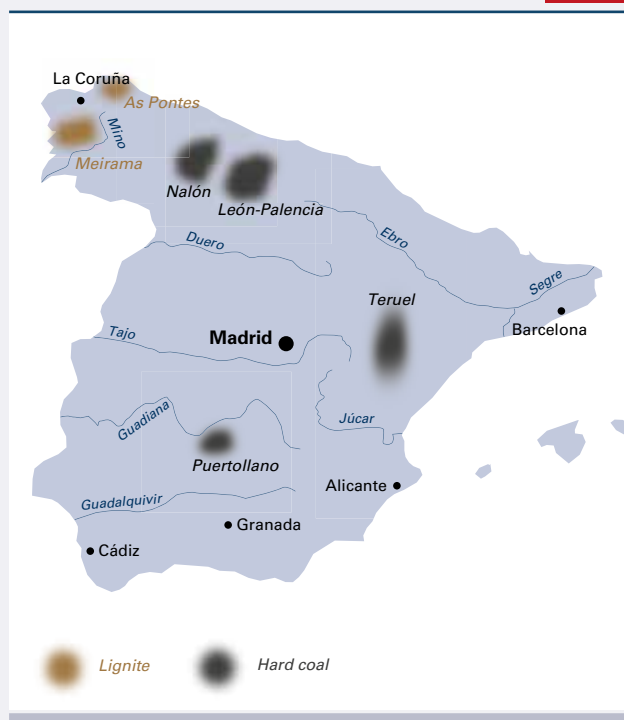 La Coruña
As Pontes
Mino
Meirama
Nalón
León-Palencia
Ebro
Duero
Segre
Teruel
Barcelona
Madrid
Tajo
Guadiana
Júcar
Puertollano
Alicante
Guadalquivir
Granada
Cádiz
Lignite
Hard coal